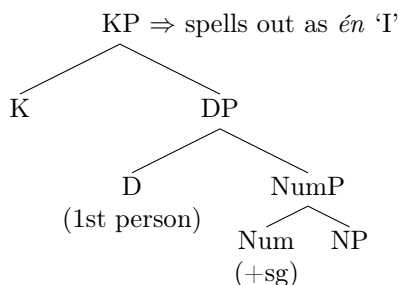 KP ⇒ spells out as én ‘I’
K DP
D NumP
(1st person)
Num NP
(+sg)